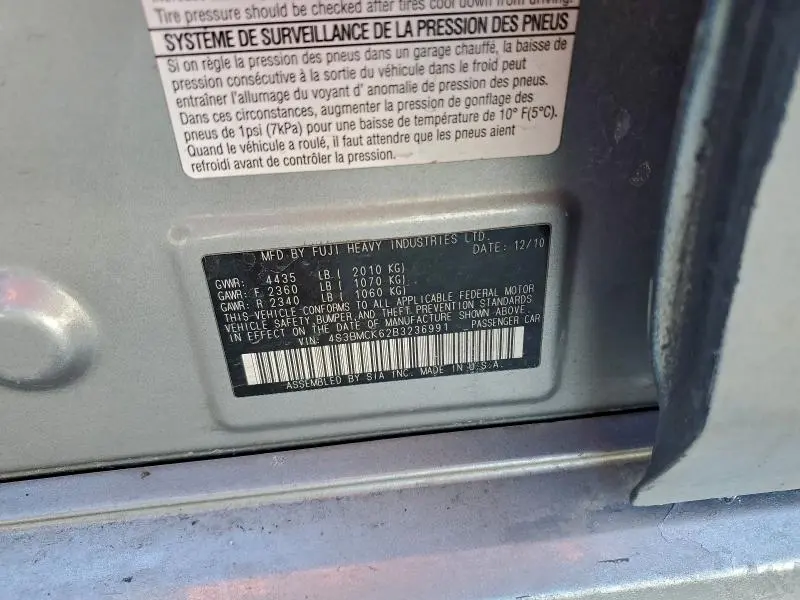 Tire pressure should be checked after tires cool down from driving.
SYSTÈME DE SURVEILLANCE DE LA PRESSION DES PNEUS
Si on règle la pression des pneus dans un garage chauffé, la baisse de
pression consécutive à la sortie du véhicule dans le froid peut
entraîner l'allumage du voyant d' anomalie de pression des pneus.
Dans ces circonstances, augmenter la pression de gonflage des
pneus de 1psi (7kPa) pour une baisse de température de 10° F(5°C).
Quand le véhicule a roulé, il faut attendre que les pneus aient
refroidi avant de contrôler la pression.
MFD BY FUJI HEAVY INDUSTRIES LTD.
DATE: 12/10
GVWR: 4435 LB( 2010 KG)
GAWR: F 2360 LB( 1070 KG)
GAWR: R 2340 LB( 1060 KG)
THIS VEHICLE CONFORMS TO ALL APPLICABLE FEDERAL MOTOR
VEHICLE SAFETY, BUMPER, AND THEFT PREVENTION STANDARDS
IN EFFECT ON THE DATE OF MANUFACTURE SHOWN ABOVE.
VIN: 4S3BMCK62B3236991 PASSENGER CAR
ASSEMBLED BY SIA INC. MADE IN U.S.A.